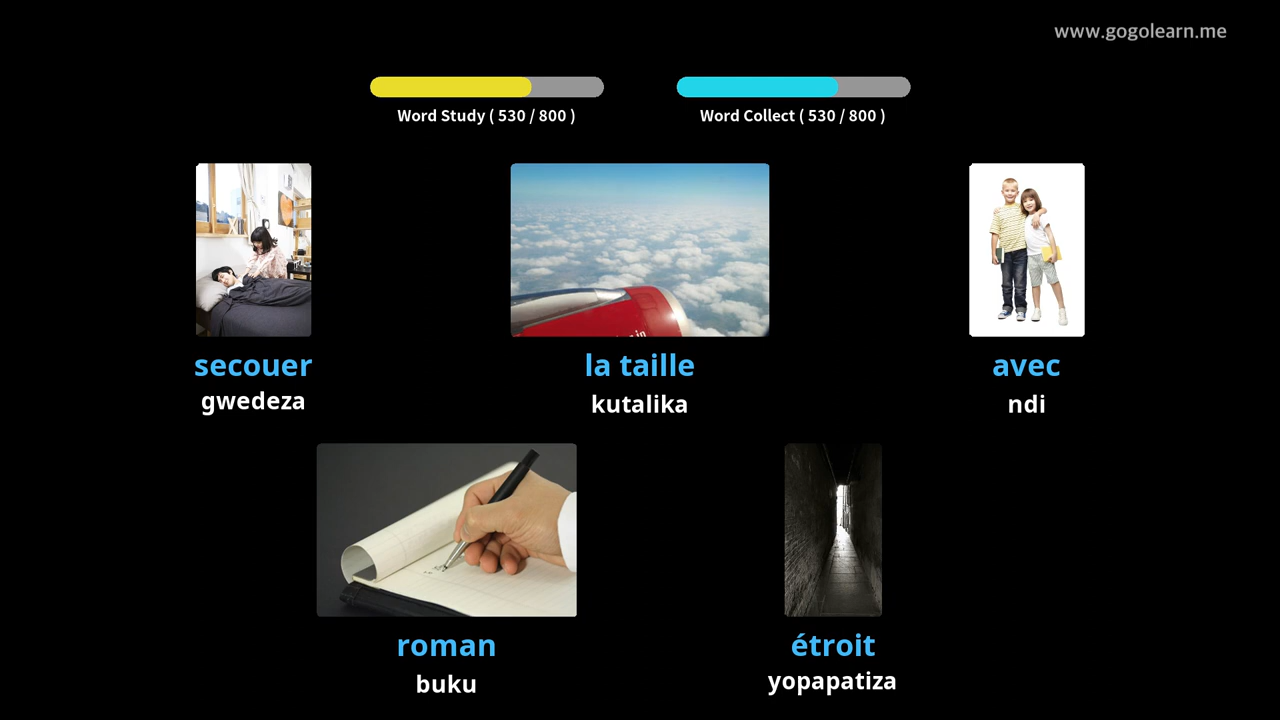 www.gogolearn.me
Word Study ( 530 / 800 )
Word Collect ( 530 / 800 )
secouer
gwedeza
la taille
kutalika
avec
ndi
roman
buku
étroit
yopapatiza